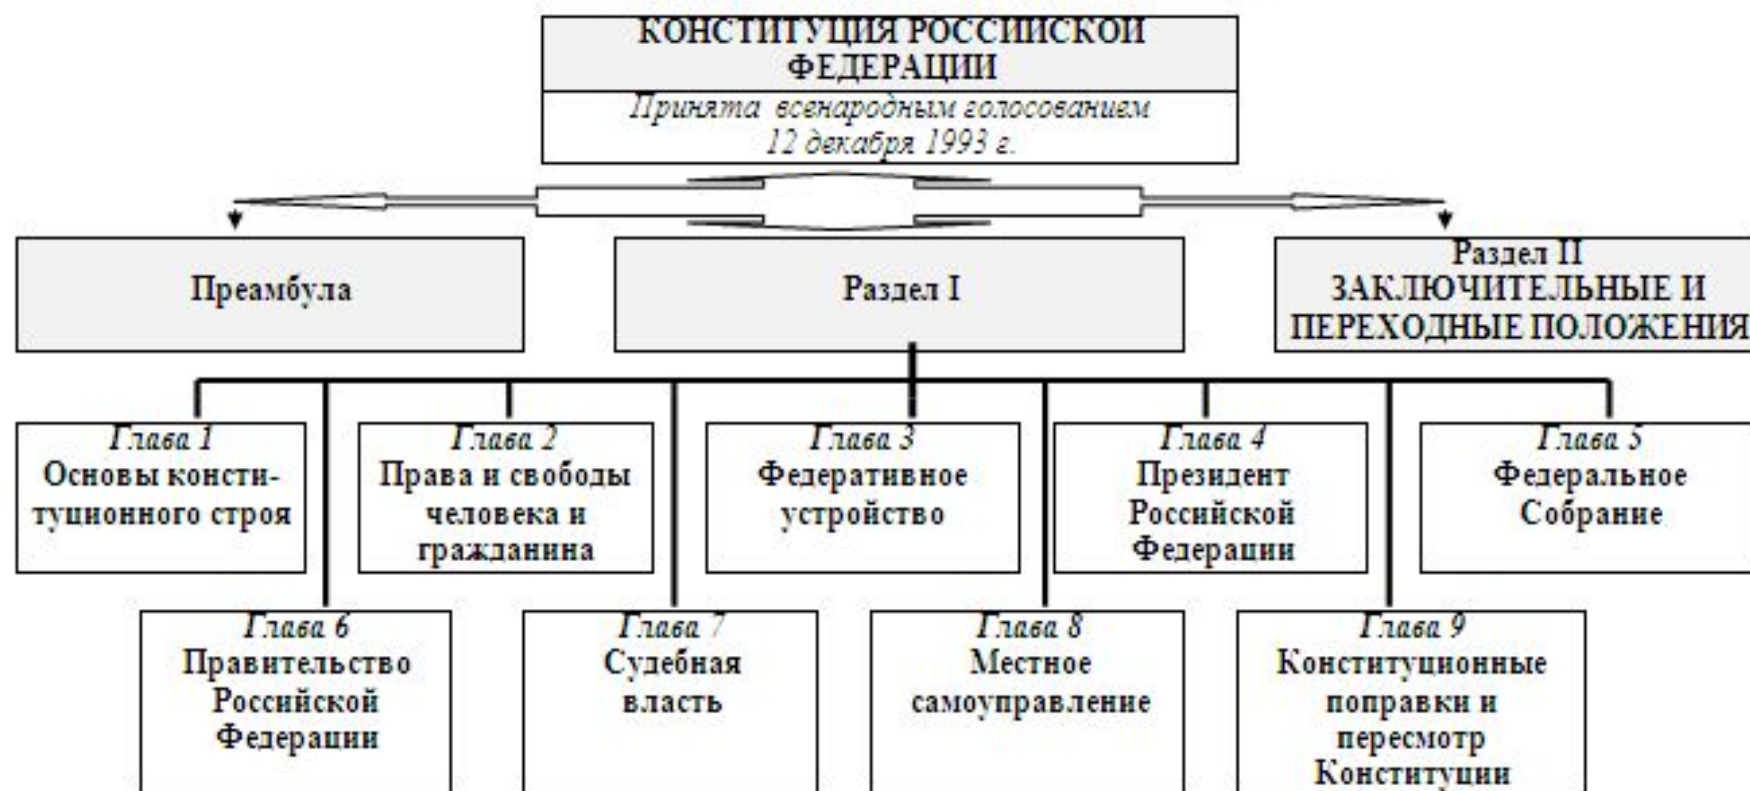 КОНСТИТУЦИЯ РОССИЙСКОЙ
ФЕДЕРАЦИИ
Принята всенародным голосованием
12 декабря 1993 г.
Преамбула
Раздел I
Раздел II
ЗАКЛЮЧИТЕЛЬНЫЕ И
ПЕРЕХОДНЫЕ ПОЛОЖЕНИЯ
Глава 1
Основы консти-
туционного строя
Глава 2
Права и свободы
человека и
гражданина
Глава 3
Федеративное
устройство
Глава 4
Президент
Российской
Федерации
Глава 5
Федеральное
Собрание
Глава 6
Правительство
Российской
Федерации
Глава 7
Судебная
власть
Глава 8
Местное
самоуправление
Глава 9
Конституционные
поправки и
пересмотр
Конституции